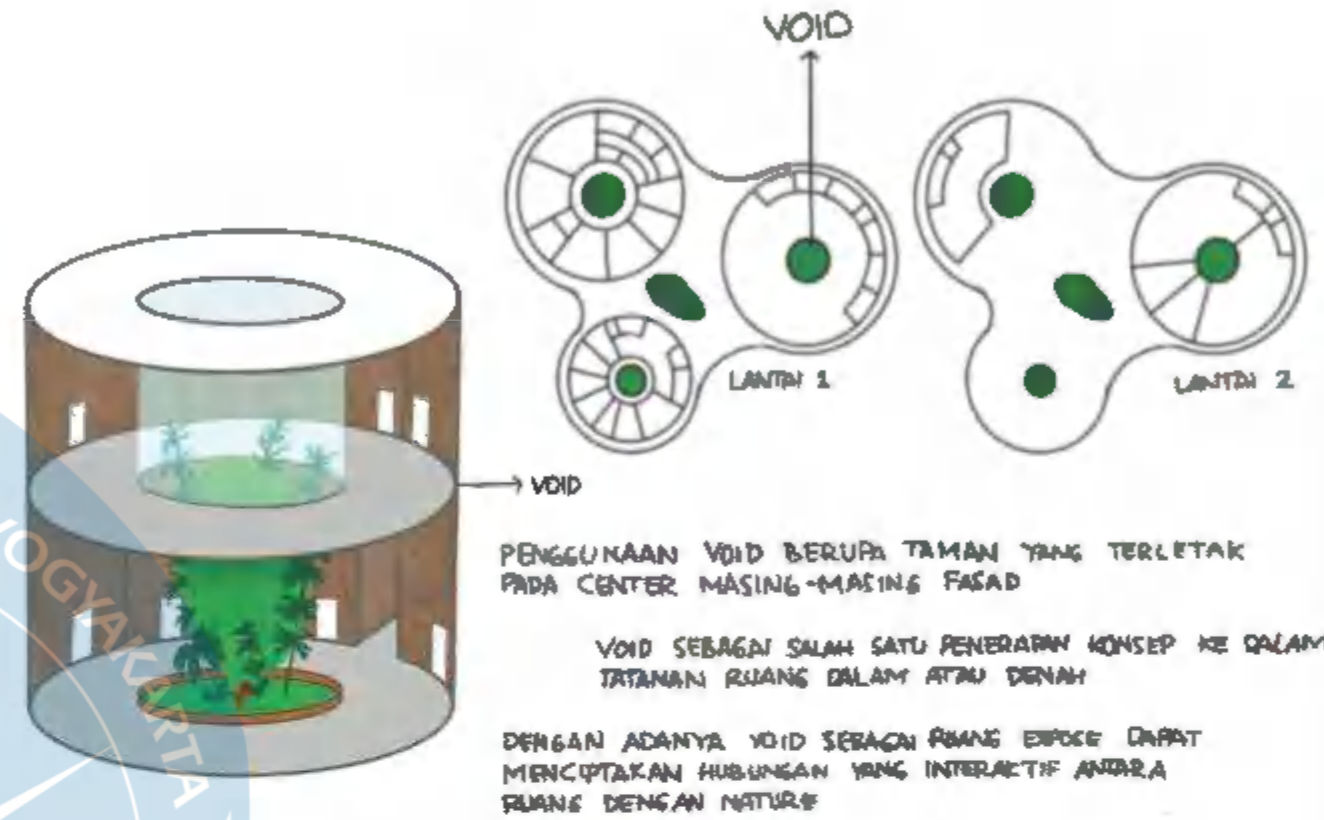 VOID
LANTAI 1
LANTAI 2
VOID
PENGGUNAAN VOID BERUPA TAMAN YANG TERLETAK
PADA CENTER MASING-MASING FASAD
VOID SEBAGAI SALAH SATU PENERAPAN KONSEP KE DALAM
TATANAN RUANG DALAM ATAU DENAH
DENGAN ADANYA VOID SEBAGAI RUANG EXPOSE DAPAT
MENCIPTAKAN HUBUNGAN YANG INTERAKTIF ANTARA
RUANG DENGAN NATURE
YOGYAKARTA